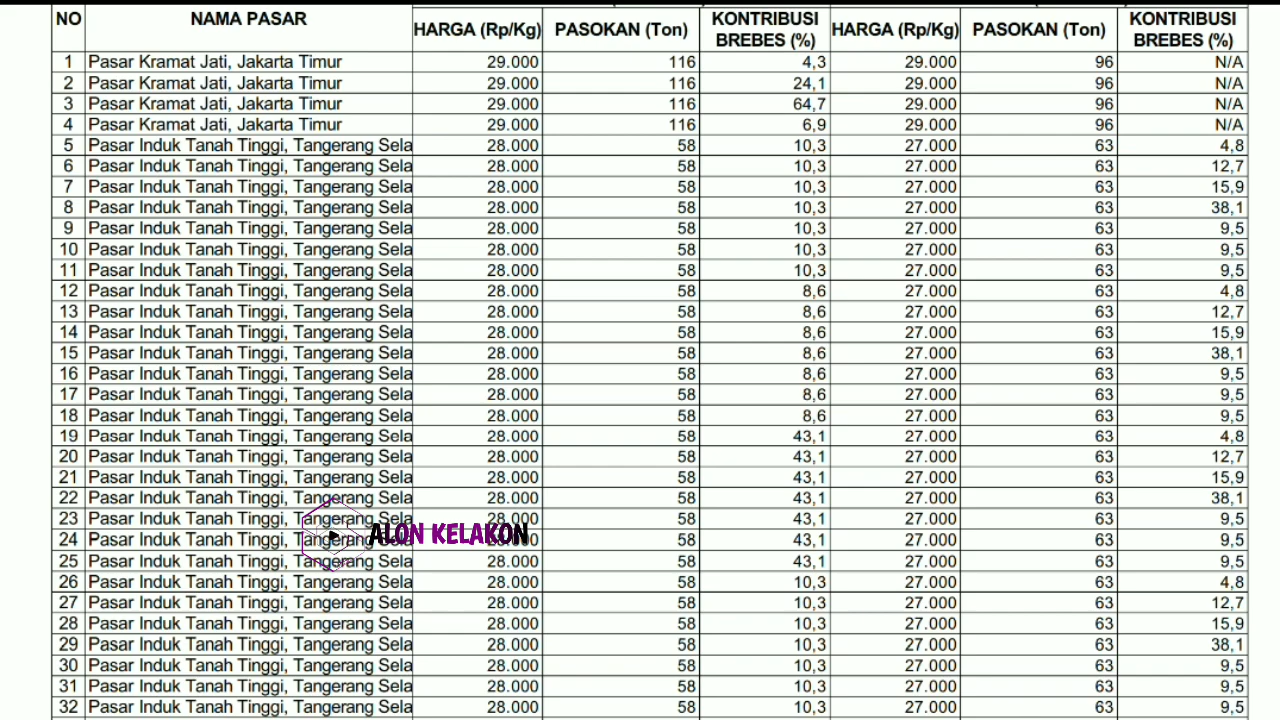 NO NAMA PASAR HARGA (Rp/Kg) PASOKAN (Ton) KONTRIBUSI BREBES (%) HARGA (Rp/Kg) PASOKAN (Ton) KONTRIBUSI BREBES (%)
1 Pasar Kramat Jati, Jakarta Timur 29.000 116 4,3 29.000 96 N/A
2 Pasar Kramat Jati, Jakarta Timur 29.000 116 24,1 29.000 96 N/A
3 Pasar Kramat Jati, Jakarta Timur 29.000 116 64,7 29.000 96 N/A
4 Pasar Kramat Jati, Jakarta Timur 29.000 116 6,9 29.000 96 N/A
5 Pasar Induk Tanah Tinggi, Tangerang Sela 28.000 58 10,3 27.000 63 4,8
6 Pasar Induk Tanah Tinggi, Tangerang Sela 28.000 58 10,3 27.000 63 12,7
7 Pasar Induk Tanah Tinggi, Tangerang Sela 28.000 58 10,3 27.000 63 15,9
8 Pasar Induk Tanah Tinggi, Tangerang Sela 28.000 58 10,3 27.000 63 38,1
9 Pasar Induk Tanah Tinggi, Tangerang Sela 28.000 58 10,3 27.000 63 9,5
10 Pasar Induk Tanah Tinggi, Tangerang Sela 28.000 58 10,3 27.000 63 9,5
11 Pasar Induk Tanah Tinggi, Tangerang Sela 28.000 58 10,3 27.000 63 9,5
12 Pasar Induk Tanah Tinggi, Tangerang Sela 28.000 58 8,6 27.000 63 4,8
13 Pasar Induk Tanah Tinggi, Tangerang Sela 28.000 58 8,6 27.000 63 12,7
14 Pasar Induk Tanah Tinggi, Tangerang Sela 28.000 58 8,6 27.000 63 15,9
15 Pasar Induk Tanah Tinggi, Tangerang Sela 28.000 58 8,6 27.000 63 38,1
16 Pasar Induk Tanah Tinggi, Tangerang Sela 28.000 58 8,6 27.000 63 9,5
17 Pasar Induk Tanah Tinggi, Tangerang Sela 28.000 58 8,6 27.000 63 9,5
18 Pasar Induk Tanah Tinggi, Tangerang Sela 28.000 58 8,6 27.000 63 9,5
19 Pasar Induk Tanah Tinggi, Tangerang Sela 28.000 58 43,1 27.000 63 4,8
20 Pasar Induk Tanah Tinggi, Tangerang Sela 28.000 58 43,1 27.000 63 12,7
21 Pasar Induk Tanah Tinggi, Tangerang Sela 28.000 58 43,1 27.000 63 15,9
22 Pasar Induk Tanah Tinggi, Tangerang Sela 28.000 58 43,1 27.000 63 38,1
23 Pasar Induk Tanah Tinggi, Tangerang Sela 28.000 58 43,1 27.000 63 9,5
ALON KELAKON
24 Pasar Induk Tanah Tinggi, Tangerang 58 43,1 27.000 63 9,5
25 Pasar Induk Tanah Tinggi, Tangerang Sela 28.000 58 43,1 27.000 63 9,5
26 Pasar Induk Tanah Tinggi, Tangerang Sela 28.000 58 10,3 27.000 63 4,8
27 Pasar Induk Tanah Tinggi, Tangerang Sela 28.000 58 10,3 27.000 63 12,7
28 Pasar Induk Tanah Tinggi, Tangerang Sela 28.000 58 10,3 27.000 63 15,9
29 Pasar Induk Tanah Tinggi, Tangerang Sela 28.000 58 10,3 27.000 63 38,1
30 Pasar Induk Tanah Tinggi, Tangerang Sela 28.000 58 10,3 27.000 63 9,5
31 Pasar Induk Tanah Tinggi, Tangerang Sela 28.000 58 10,3 27.000 63 9,5
32 Pasar Induk Tanah Tinggi, Tangerang Sela 28.000 58 10,3 27.000 63 9,5